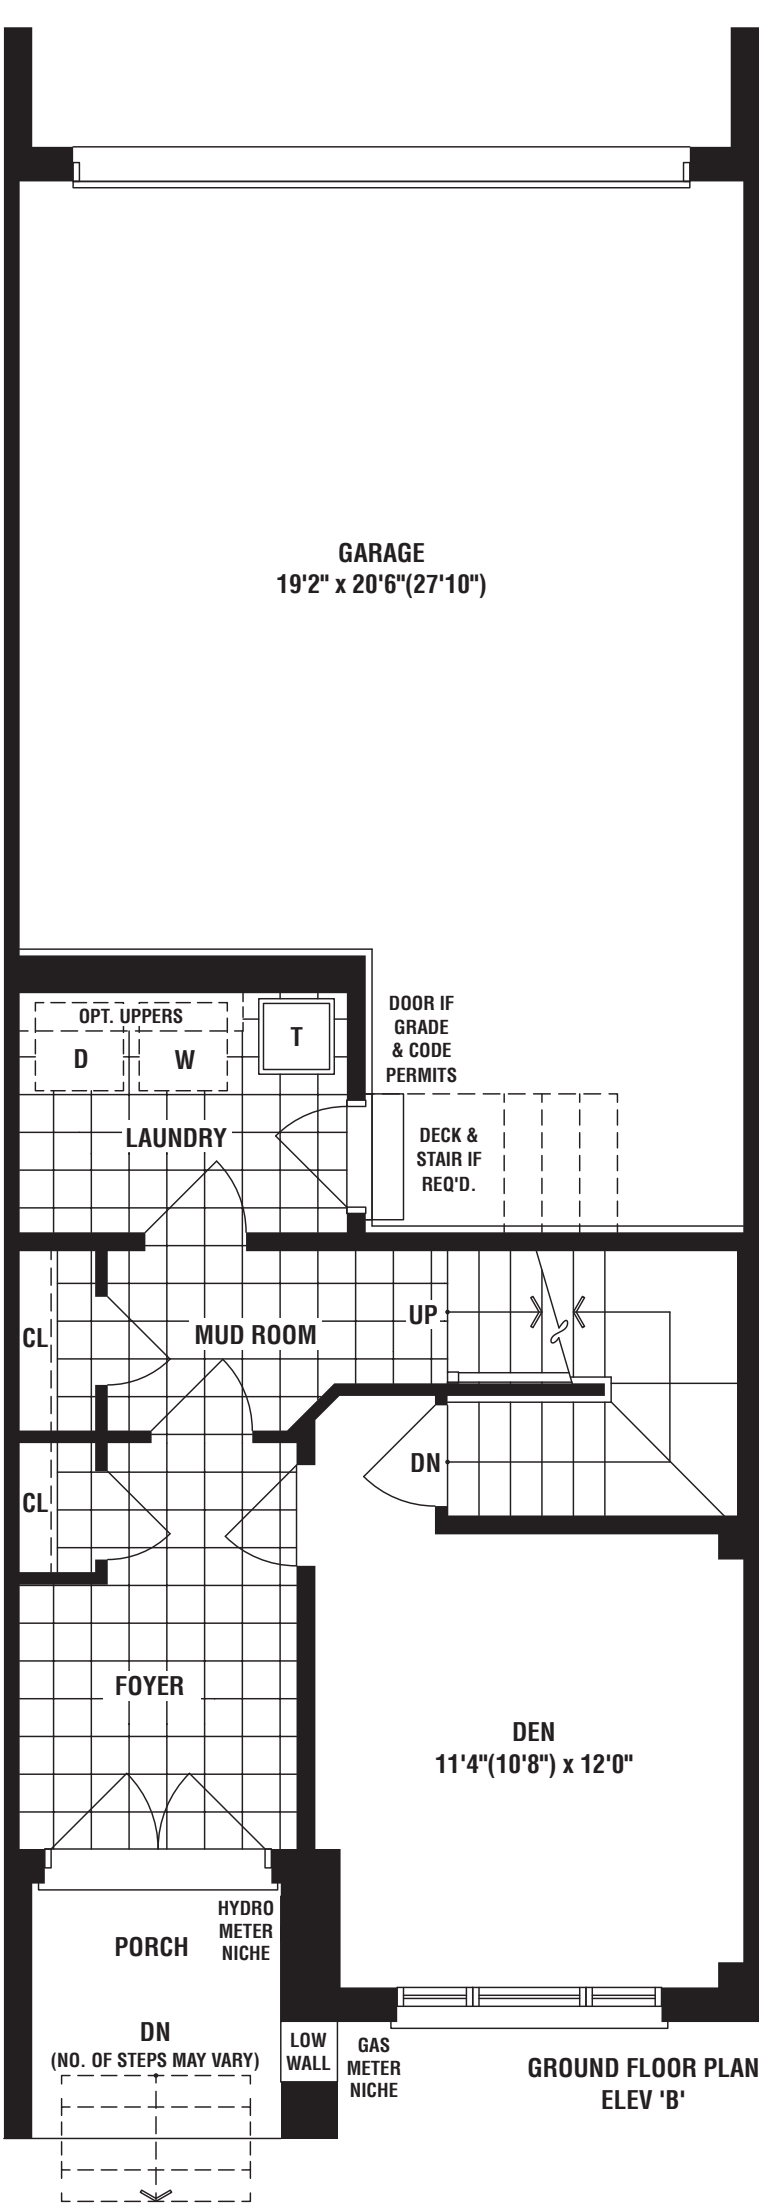 GARAGE
19'2" x 20'6"(27'10")
DOOR IF
GRADE
& CODE
PERMITS
OPT. UPPERS
D
W
T
LAUNDRY
DECK &
STAIR IF
REQ'D.
CL
MUD ROOM
UP
CL
DN
FOYER
DEN
11'4"(10'8") x 12'0"
HYDRO
METER
NICHE
PORCH
DN
(NO. OF STEPS MAY VARY)
LOW
WALL
GAS
METER
NICHE
GROUND FLOOR PLAN
ELEV 'B'